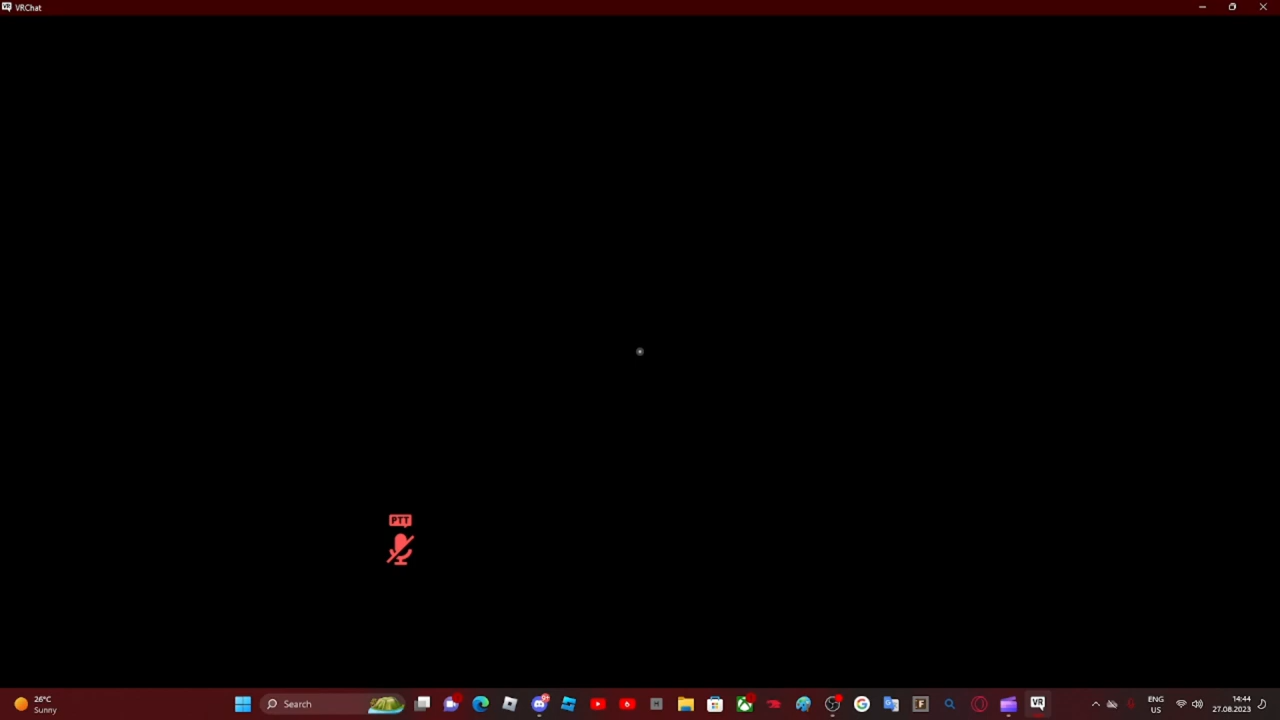 VRChat
PTT
26°C
Sunny
Search
ENG
US
14:44
27.08.2023